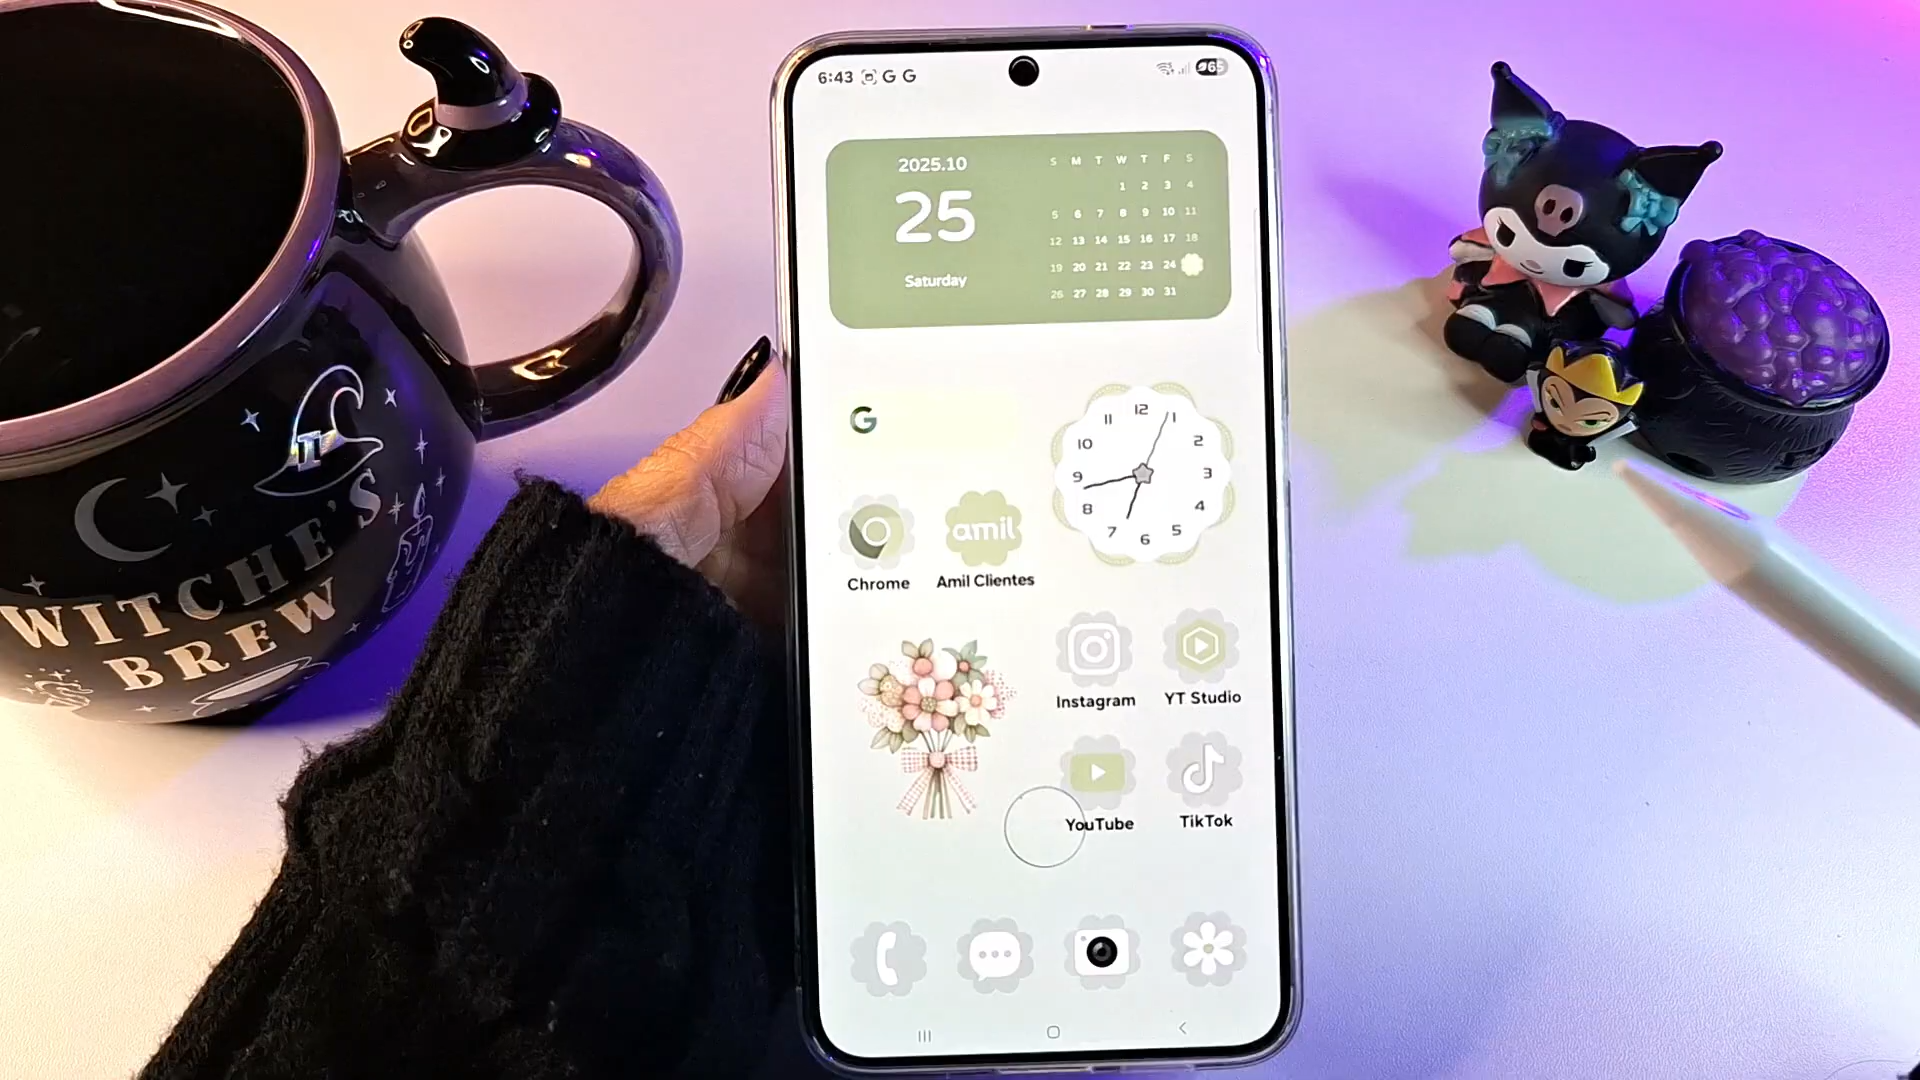 WITCHE'S
BREW
6:43 G G
65
2025.10
25
Saturday
S M T W T F S
1 2 3 4
5 6 7 8 9 10 11
12 13 14 15 16 17 18
19 20 21 22 23 24
26 27 28 29 30 31
G
12 1 2 3 4 5 6 7 8 9 10 11
amil
Chrome
Amil Clientes
Instagram
YT Studio
YouTube
TikTok